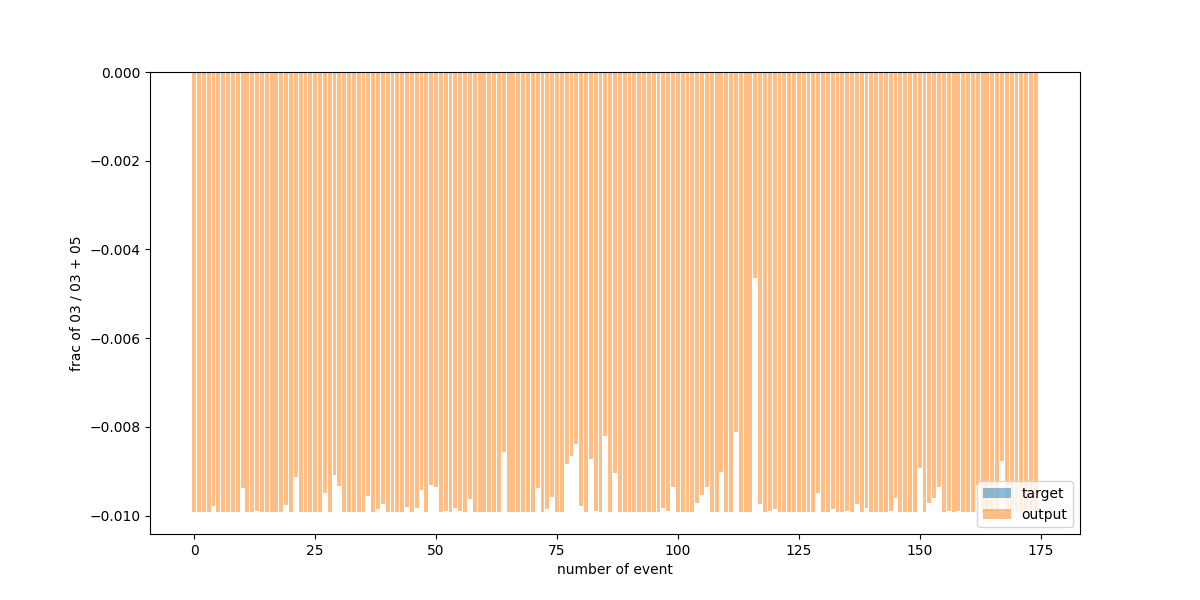 0.000
−0.002
−0.004
−0.006
−0.008
−0.010
frac of 03 / 03 + 05
0 25 50 75 100 125 150 175
number of event
target
output